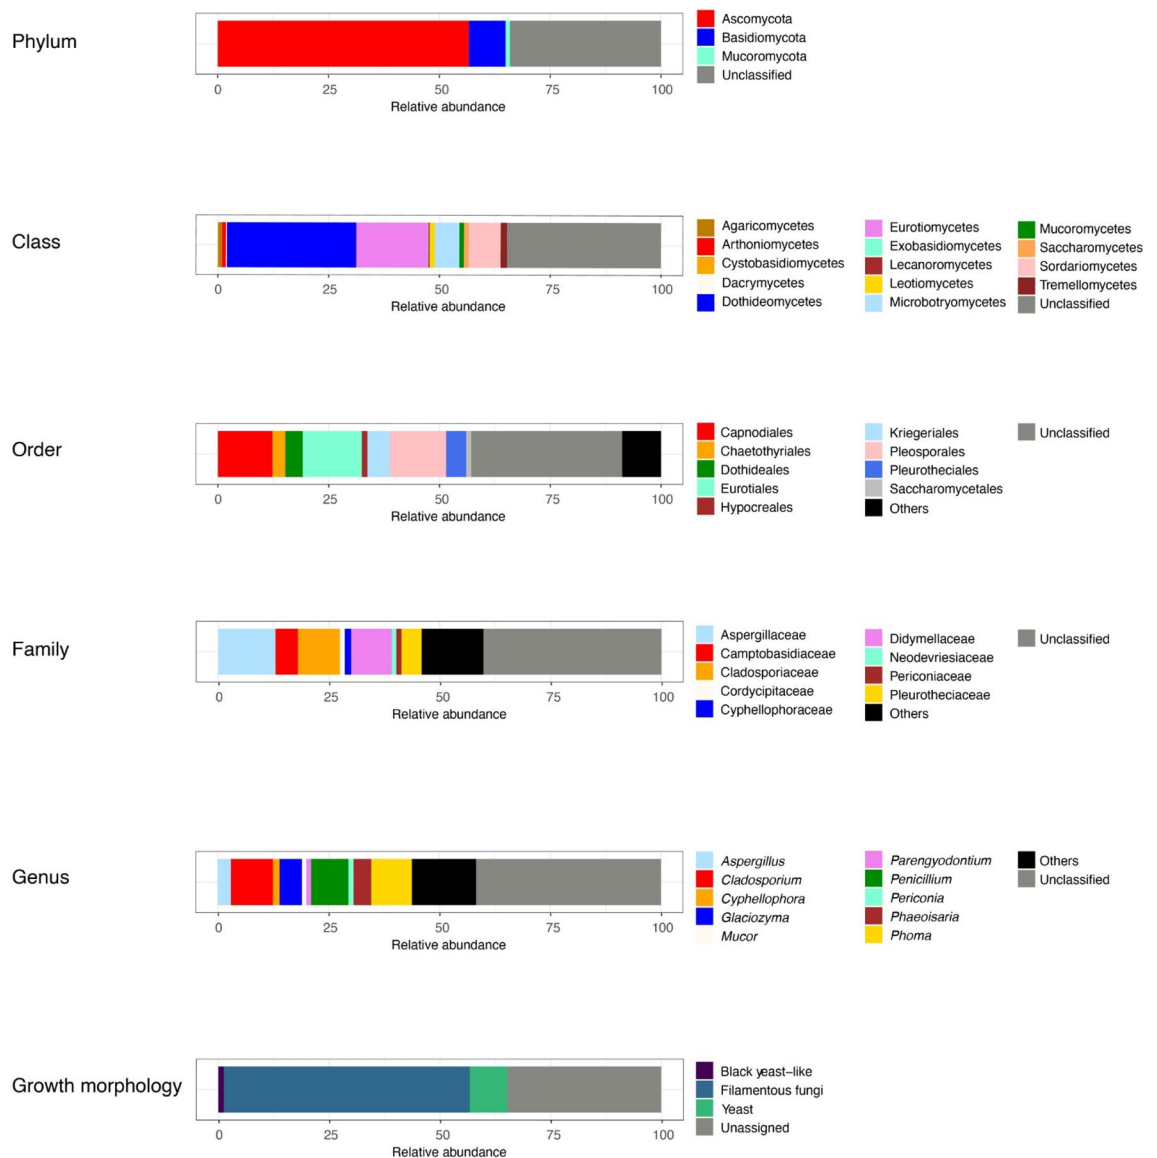 Phylum
Ascomycota
Basidiomycota
Mucoromycota
Unclassified
0 25 50 75 100
Relative abundance
Class
Agaricomycetes
Arthoniomycetes
Cystobasidiomycetes
Dacrymycetes
Dothideomycetes
Eurotiomycetes
Exobasidiomycetes
Lecanoromycetes
Leotiomycetes
Microbotryomycetes
Mucoromycetes
Saccharomycetes
Sordariomycetes
Tremellomycetes
Unclassified
0 25 50 75 100
Relative abundance
Order
Capnodiales
Chaetothyriales
Dothideales
Eurotiales
Hypocreales
Kriegeriales
Pleosporales
Pleurotheciales
Saccharomycetales
Others
Unclassified
0 25 50 75 100
Relative abundance
Family
Aspergillaceae
Camptobasidiaceae
Cladosporiaceae
Cordycipitaceae
Cyphellophoraceae
Didymellaceae
Neodevriesiaceae
Periconiaceae
Pleurotheciaceae
Others
Unclassified
0 25 50 75 100
Relative abundance
Genus
Aspergillus
Cladosporium
Cyphellophora
Glaciozyma
Mucor
Parengyodontium
Penicillium
Periconia
Phaeoisaria
Phoma
Others
Unclassified
0 25 50 75 100
Relative abundance
Growth morphology
Black yeast–like
Filamentous fungi
Yeast
Unassigned
0 25 50 75 100
Relative abundance